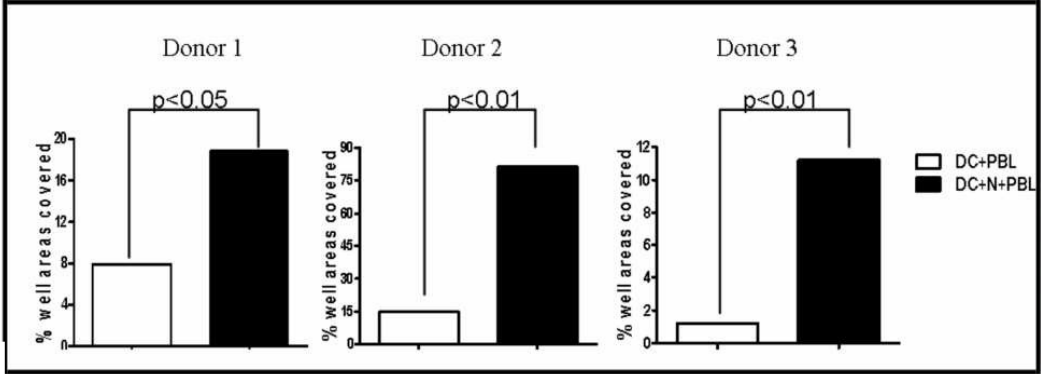 Donor 1
Donor 2
Donor 3
p<0.05
p<0.01
p<0.01
% well areas covered
20
16
12
8
4
0
% well areas covered
90
75
60
45
30
15
0
% well areas covered
12
10
8
6
4
2
0
DC+PBL
DC+N+PBL